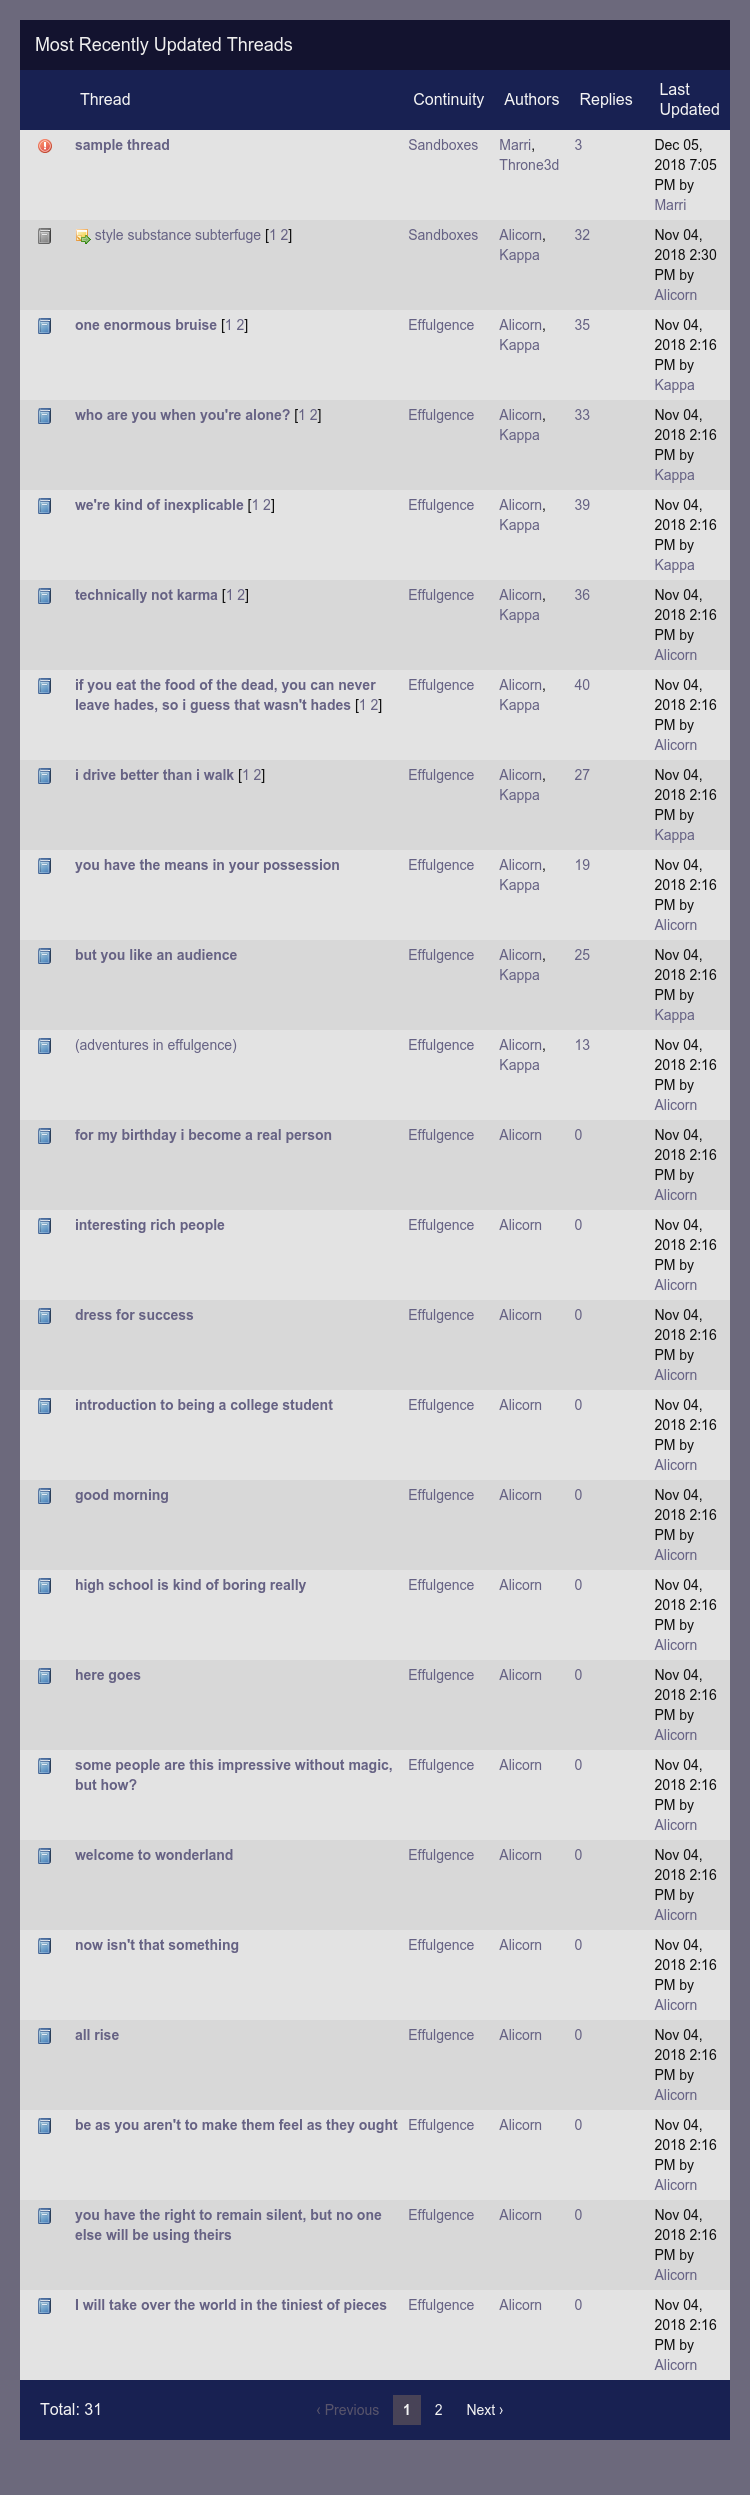 Most Recently Updated Threads
Thread Continuity Authors Replies Last Updated
sample thread Sandboxes Marri, Throne3d 3 Dec 05, 2018 7:05 PM by Marri
style substance subterfuge [1 2] Sandboxes Alicorn, Kappa 32 Nov 04, 2018 2:30 PM by Alicorn
one enormous bruise [1 2] Effulgence Alicorn, Kappa 35 Nov 04, 2018 2:16 PM by Kappa
who are you when you're alone? [1 2] Effulgence Alicorn, Kappa 33 Nov 04, 2018 2:16 PM by Kappa
we're kind of inexplicable [1 2] Effulgence Alicorn, Kappa 39 Nov 04, 2018 2:16 PM by Kappa
technically not karma [1 2] Effulgence Alicorn, Kappa 36 Nov 04, 2018 2:16 PM by Alicorn
if you eat the food of the dead, you can never leave hades, so i guess that wasn't hades [1 2] Effulgence Alicorn, Kappa 40 Nov 04, 2018 2:16 PM by Alicorn
i drive better than i walk [1 2] Effulgence Alicorn, Kappa 27 Nov 04, 2018 2:16 PM by Kappa
you have the means in your possession Effulgence Alicorn, Kappa 19 Nov 04, 2018 2:16 PM by Alicorn
but you like an audience Effulgence Alicorn, Kappa 25 Nov 04, 2018 2:16 PM by Kappa
(adventures in effulgence) Effulgence Alicorn, Kappa 13 Nov 04, 2018 2:16 PM by Alicorn
for my birthday i become a real person Effulgence Alicorn 0 Nov 04, 2018 2:16 PM by Alicorn
interesting rich people Effulgence Alicorn 0 Nov 04, 2018 2:16 PM by Alicorn
dress for success Effulgence Alicorn 0 Nov 04, 2018 2:16 PM by Alicorn
introduction to being a college student Effulgence Alicorn 0 Nov 04, 2018 2:16 PM by Alicorn
good morning Effulgence Alicorn 0 Nov 04, 2018 2:16 PM by Alicorn
high school is kind of boring really Effulgence Alicorn 0 Nov 04, 2018 2:16 PM by Alicorn
here goes Effulgence Alicorn 0 Nov 04, 2018 2:16 PM by Alicorn
some people are this impressive without magic, but how? Effulgence Alicorn 0 Nov 04, 2018 2:16 PM by Alicorn
welcome to wonderland Effulgence Alicorn 0 Nov 04, 2018 2:16 PM by Alicorn
now isn't that something Effulgence Alicorn 0 Nov 04, 2018 2:16 PM by Alicorn
all rise Effulgence Alicorn 0 Nov 04, 2018 2:16 PM by Alicorn
be as you aren't to make them feel as they ought Effulgence Alicorn 0 Nov 04, 2018 2:16 PM by Alicorn
you have the right to remain silent, but no one else will be using theirs Effulgence Alicorn 0 Nov 04, 2018 2:16 PM by Alicorn
I will take over the world in the tiniest of pieces Effulgence Alicorn 0 Nov 04, 2018 2:16 PM by Alicorn
Total: 31 ‹ Previous 1 2 Next ›